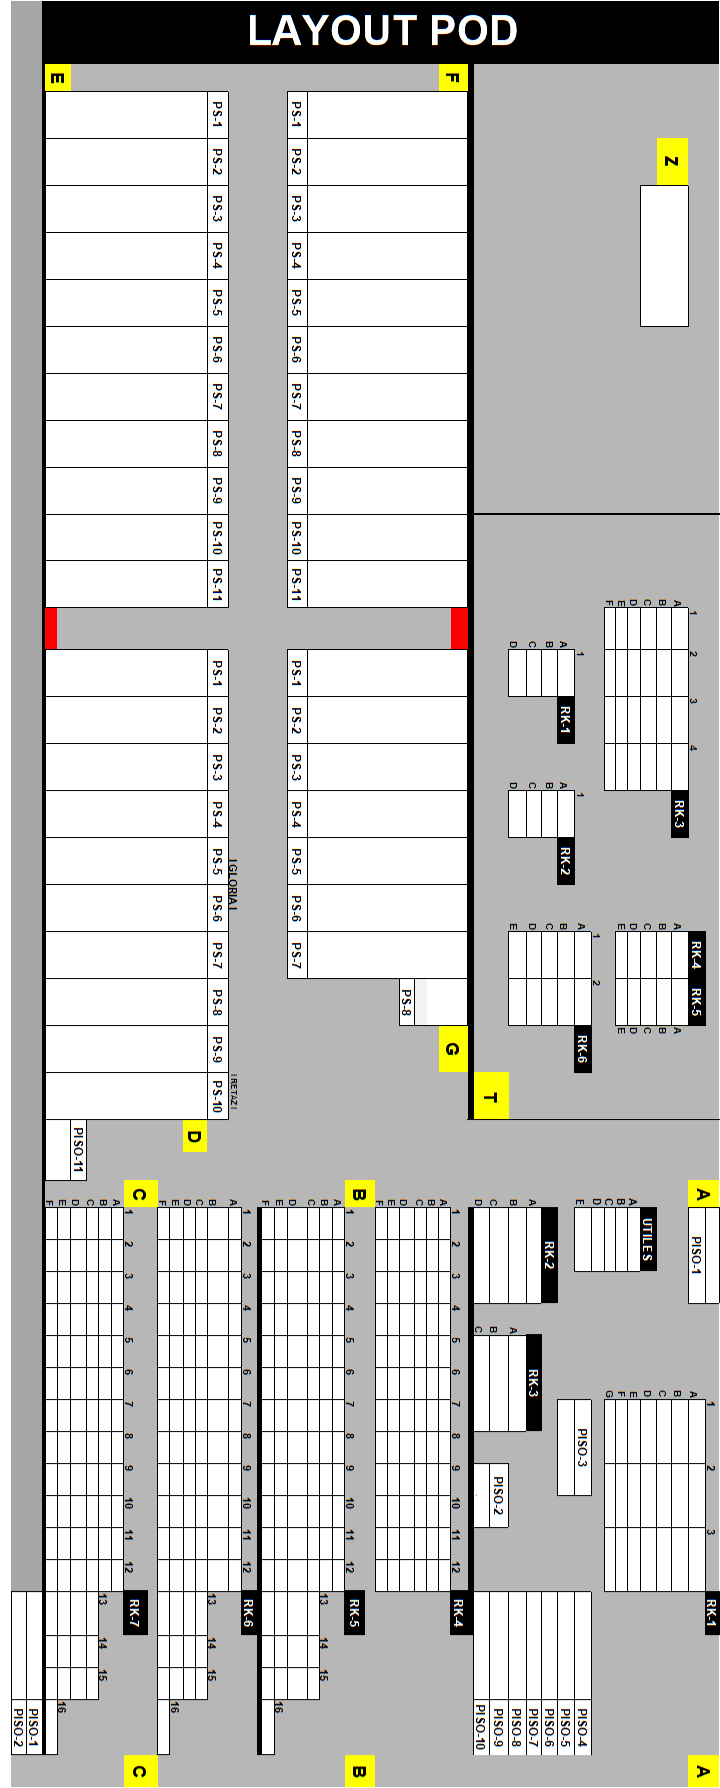 LAYOUT POD
E
F
Z
PS-1
PS-2
PS-3
PS-4
PS-5
PS-6
PS-7
PS-8
PS-9
PS-10
PS-11
PS-1
PS-2
PS-3
PS-4
PS-5
PS-6
PS-7
PS-8
PS-9
PS-10
PS-11
A B C D E F
1 2 3 4
RK-3
A B C D
1
RK-1
A B C D
1
RK-2
A B C D E
RK-4
RK-5
A B C D E
A B C D E
1 2
RK-6
T
PS-1
PS-2
PS-3
PS-4
PS-5
PS-6
PS-7
PS-8
PS-9
PS-10
| GLORIA |
| RETAZ |
PS-1
PS-2
PS-3
PS-4
PS-5
PS-6
PS-7
PS-8
G
D
PISO-11
C
B
A
A B C D E F
1 2 3 4 5 6 7 8 9 10 11 12
RK-7
13 14 15 16
A B C D E F
1 2 3 4 5 6 7 8 9 10 11 12
RK-6
13 14 15 16
A B C D E F
1 2 3 4 5 6 7 8 9 10 11 12
RK-5
13 14 15 16
A B C D E F
1 2 3 4 5 6 7 8 9 10 11 12
RK-4
A B C D
RK-2
A B C D E
UTILES
PISO-1
A B C
RK-3
PISO-3
PISO-2
A B C D E F G
1 2 3
RK-1
PISO-4
PISO-5
PISO-6
PISO-7
PISO-8
PISO-9
PISO-10
PISO-1
PISO-2
C
B
A